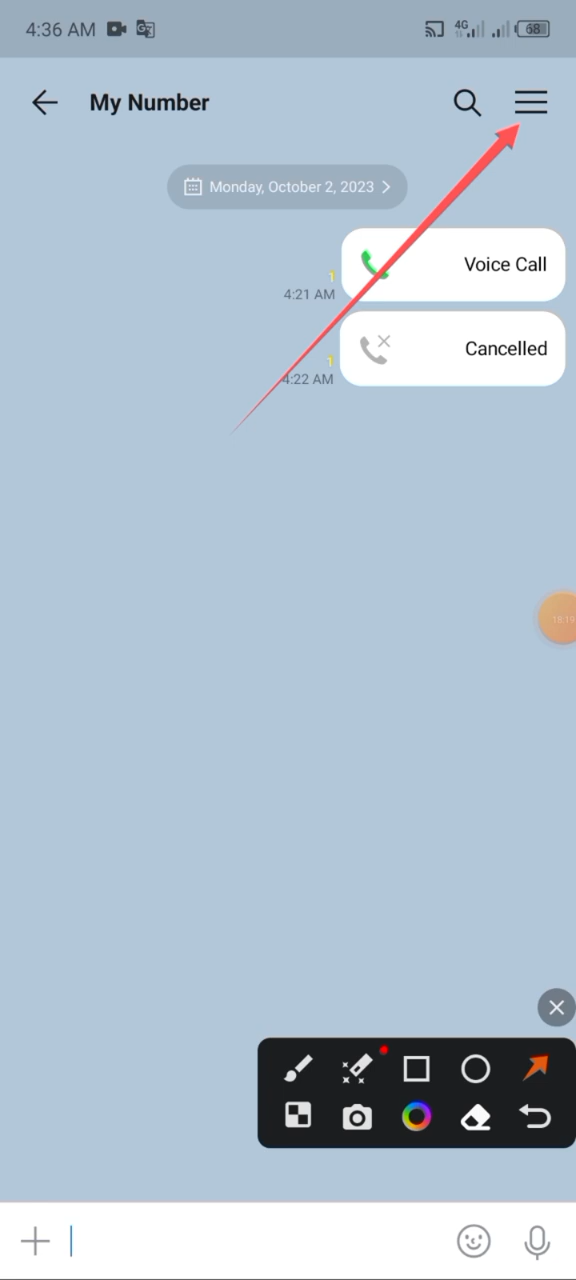 4:36 AM
4G
68
My Number
Monday, October 2, 2023
Voice Call
1
4:21 AM
Cancelled
1
4:22 AM